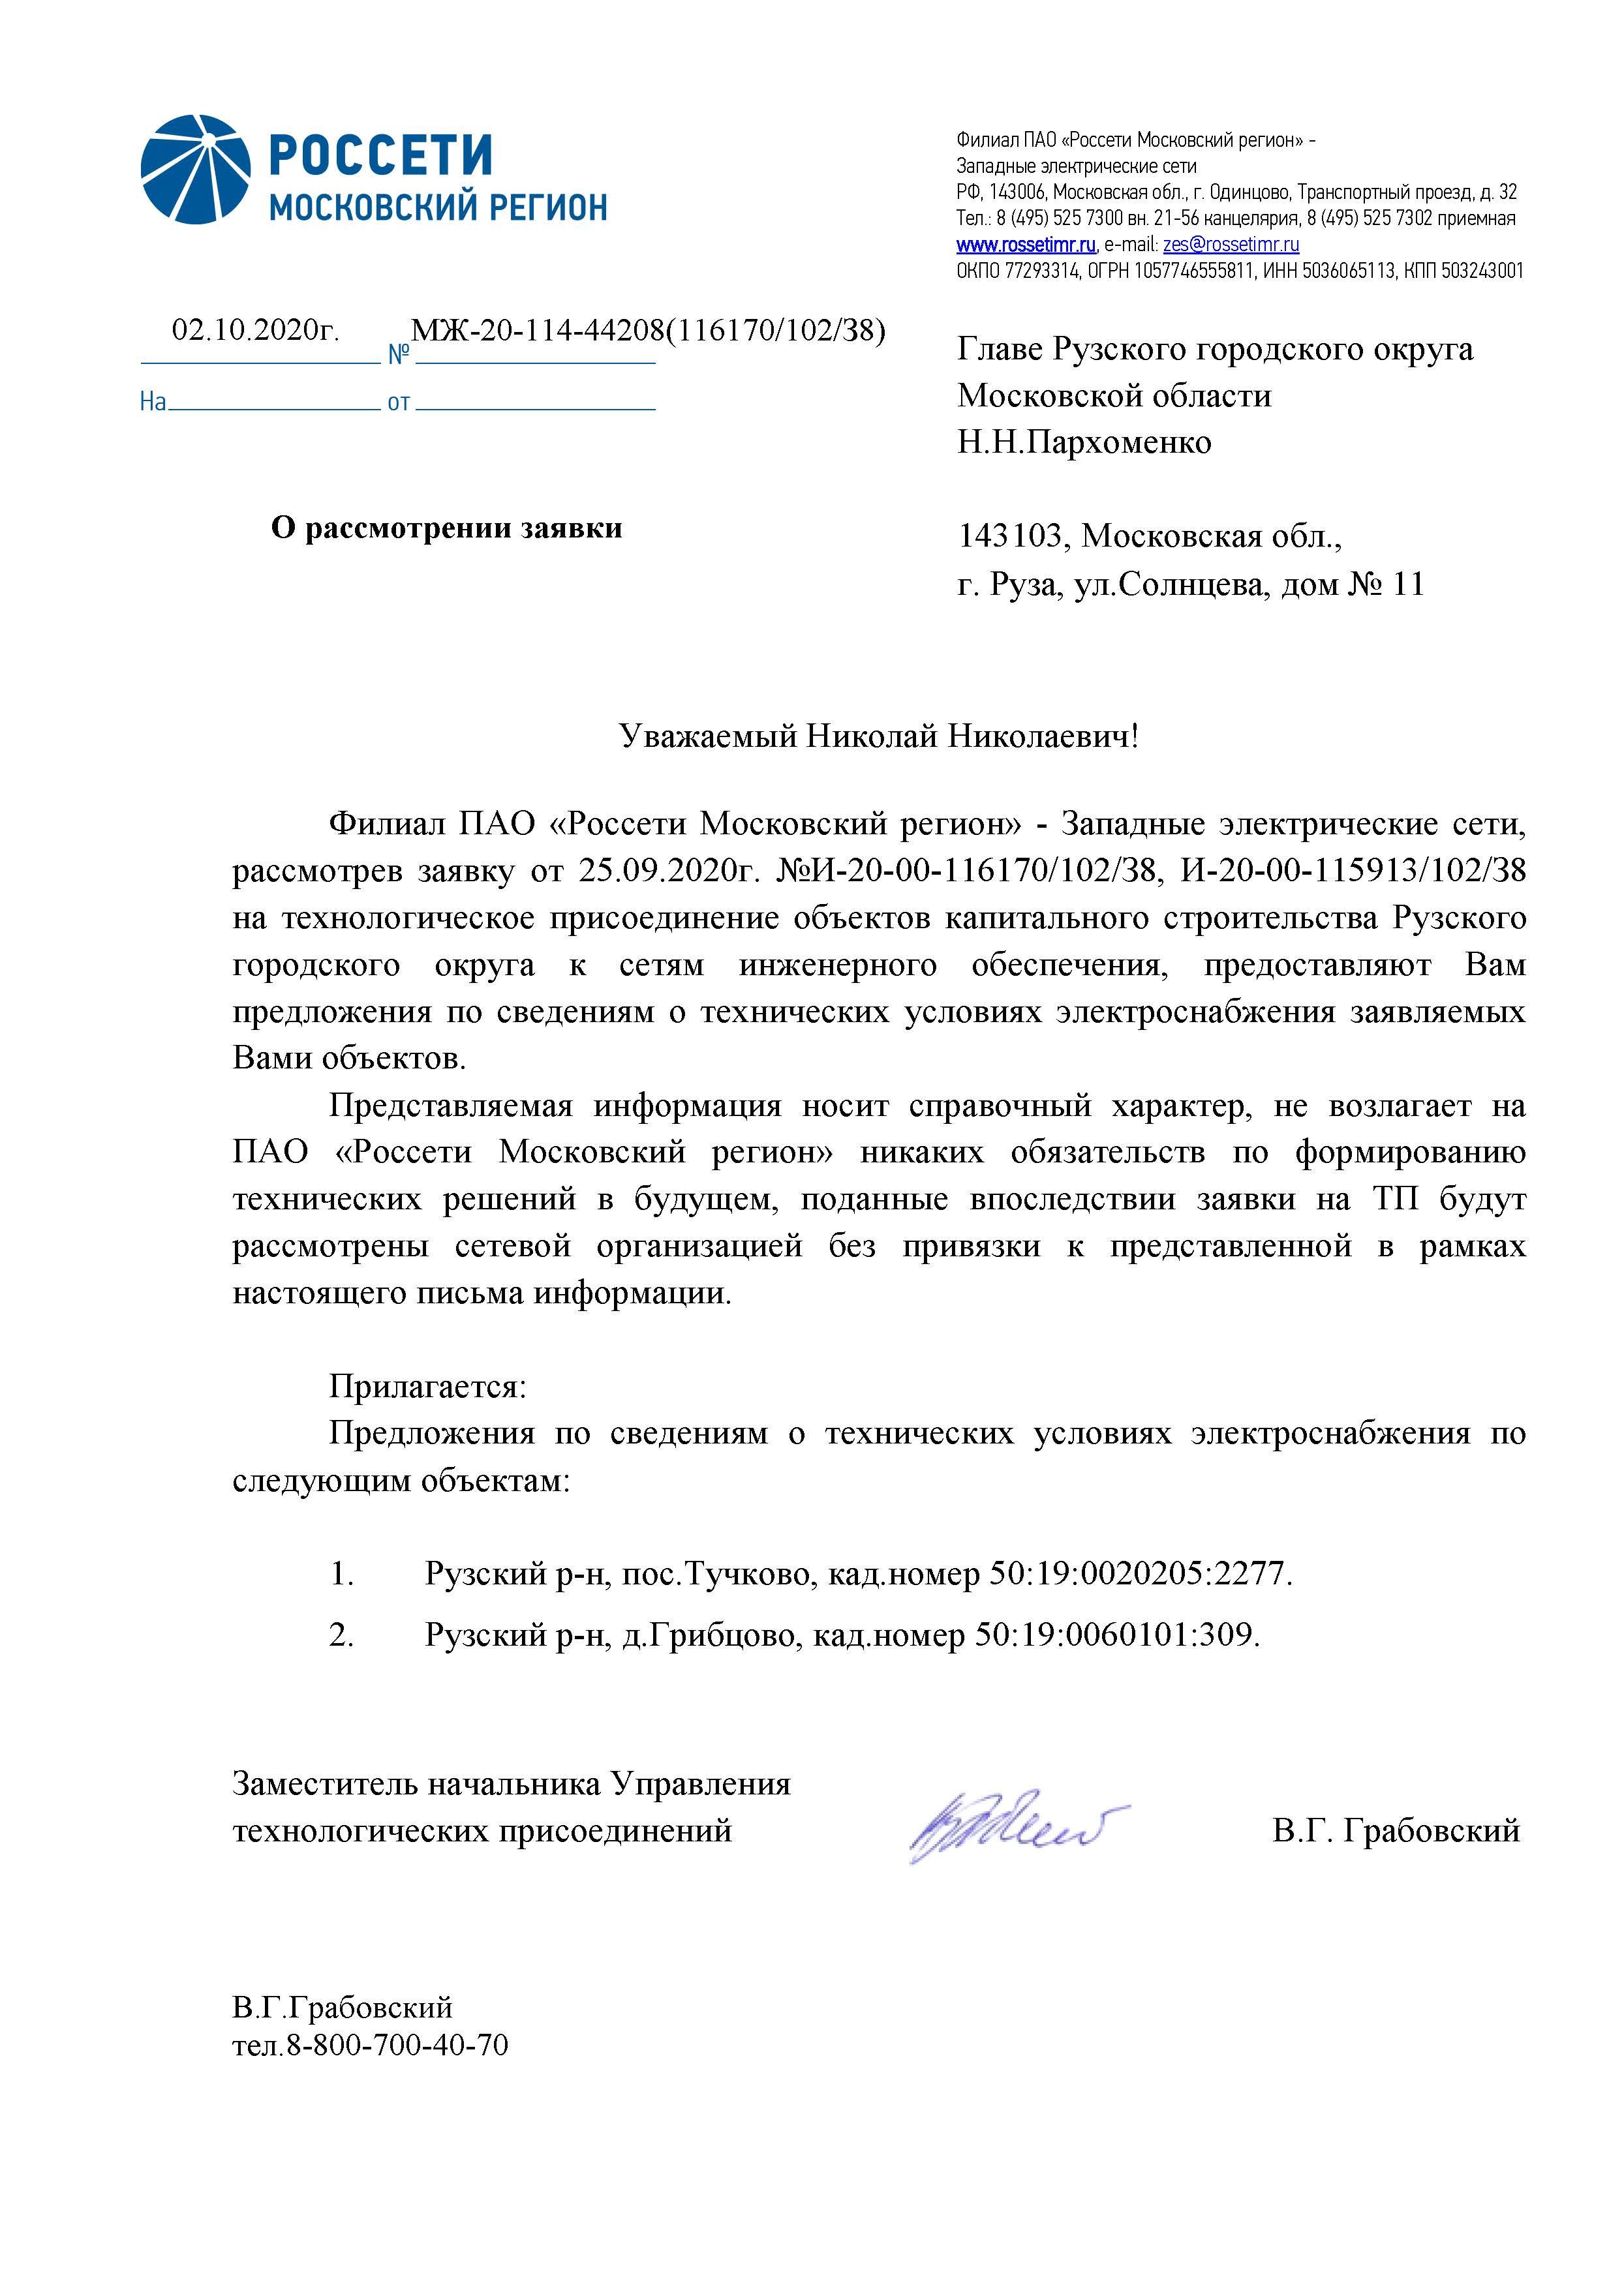 РОССЕТИ
МОСКОВСКИЙ РЕГИОН
Филиал ПАО «Россети Московский регион» -
Западные электрические сети
РФ, 143006, Московская обл., г. Одинцово, Транспортный проезд, д. 32
Тел.: 8 (495) 525 7300 вн. 21-56 канцелярия, 8 (495) 525 7302 приемная
www.rossetimr.ru, e-mail: zes@rossetimr.ru
ОКПО 77293314, ОГРН 1057746555811, ИНН 5036065113, КПП 503243001
02.10.2020г. № МЖ-20-114-44208(116170/102/З8)
На от
Главе Рузского городского округа
Московской области
Н.Н.Пархоменко
О рассмотрении заявки
143103, Московская обл.,
г. Руза, ул.Солнцева, дом № 11
Уважаемый Николай Николаевич!
Филиал ПАО «Россети Московский регион» - Западные электрические сети,
рассмотрев заявку от 25.09.2020г. №И-20-00-116170/102/З8, И-20-00-115913/102/З8
на технологическое присоединение объектов капитального строительства Рузского
городского округа к сетям инженерного обеспечения, предоставляют Вам
предложения по сведениям о технических условиях электроснабжения заявляемых
Вами объектов.
Представляемая информация носит справочный характер, не возлагает на
ПАО «Россети Московский регион» никаких обязательств по формированию
технических решений в будущем, поданные впоследствии заявки на ТП будут
рассмотрены сетевой организацией без привязки к представленной в рамках
настоящего письма информации.
Прилагается:
Предложения по сведениям о технических условиях электроснабжения по
следующим объектам:
1. Рузский р-н, пос.Тучково, кад.номер 50:19:0020205:2277.
2. Рузский р-н, д.Грибцово, кад.номер 50:19:0060101:309.
Заместитель начальника Управления
технологических присоединений В.Г. Грабовский
В.Г.Грабовский
тел.8-800-700-40-70